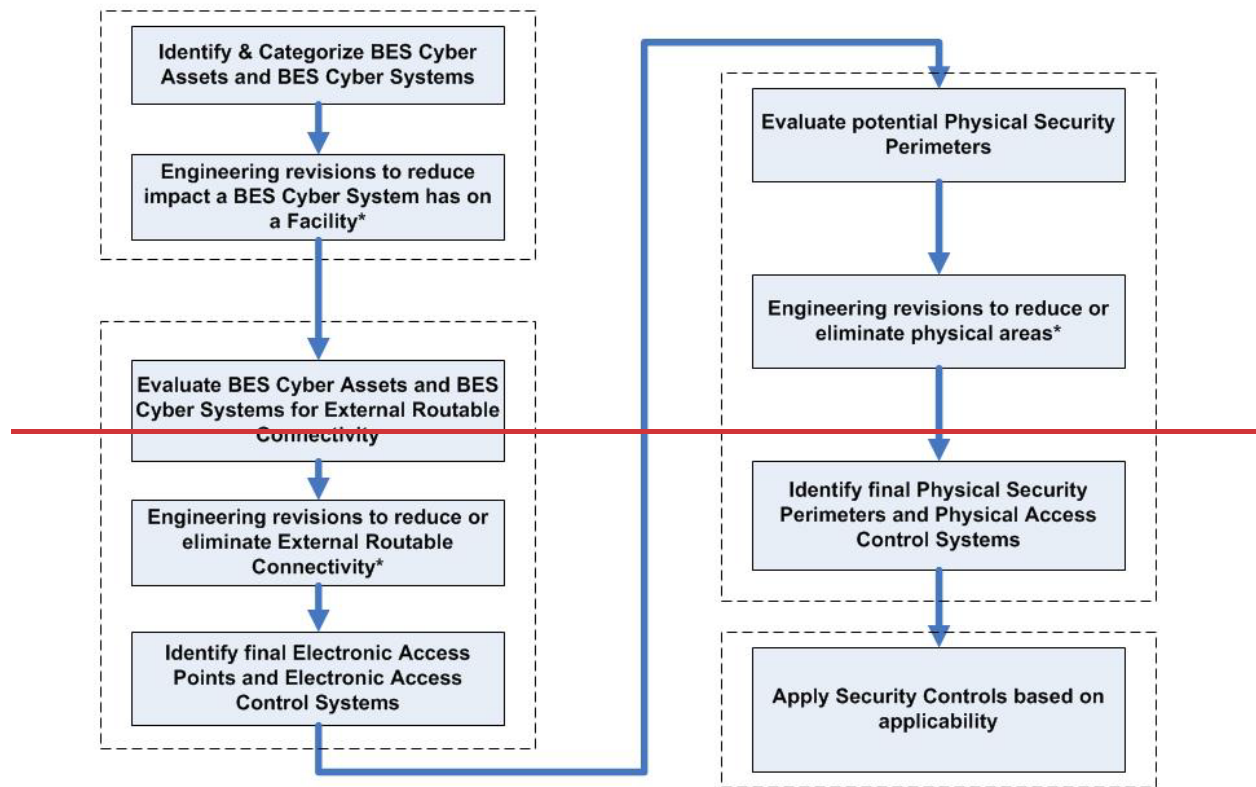 Identify & Categorize BES Cyber
Assets and BES Cyber Systems
Engineering revisions to reduce
impact a BES Cyber System has on
a Facility*
Evaluate BES Cyber Assets and BES
Cyber Systems for External Routable
Connectivity
Engineering revisions to reduce or
eliminate External Routable
Connectivity*
Identify final Electronic Access
Points and Electronic Access
Control Systems
Evaluate potential Physical Security
Perimeters
Engineering revisions to reduce or
eliminate physical areas*
Identify final Physical Security
Perimeters and Physical Access
Control Systems
Apply Security Controls based on
applicability